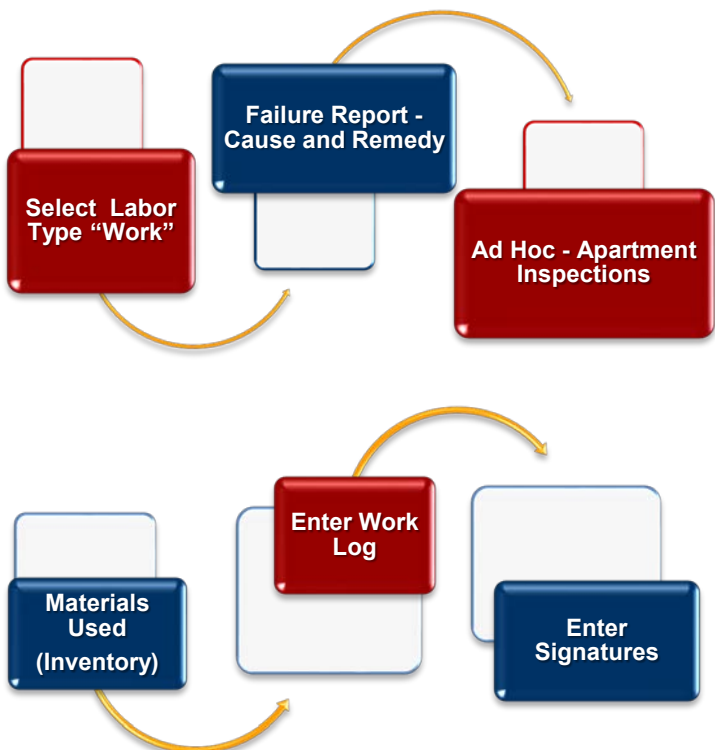 Select Labor
Type “Work”
Failure Report -
Cause and Remedy
Ad Hoc - Apartment
Inspections
Materials
Used
(Inventory)
Enter Work
Log
Enter
Signatures